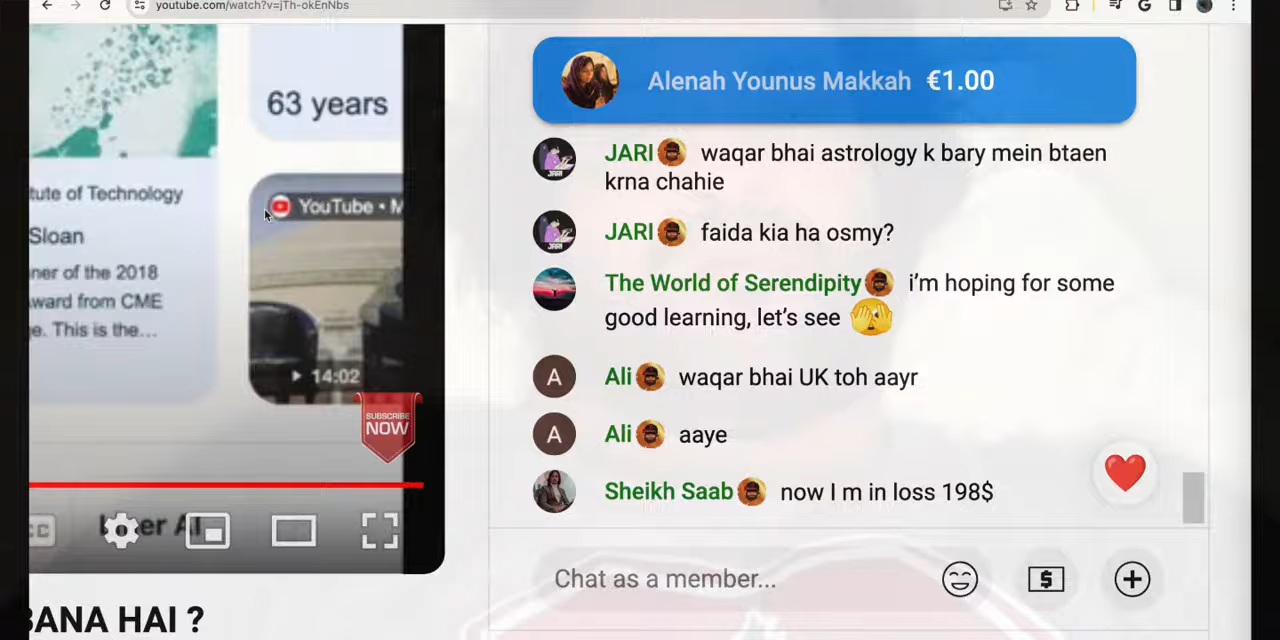 youtube.com/watch?v=jTh-okEnNbs
63 years
tute of Technology
Sloan
ner of the 2018
ward from CME
e. This is the...
YouTube • M
14:02
SUBSCRIBE
NOW
BANA HAI ?
Alenah Younus Makkah €1.00
JARI waqar bhai astrology k bary mein btaen
krna chahie
JARI faida kia ha osmy?
The World of Serendipity i’m hoping for some
good learning, let’s see
A
Ali waqar bhai UK toh aayr
A
Ali aaye
Sheikh Saab now I m in loss 198$
Chat as a member...